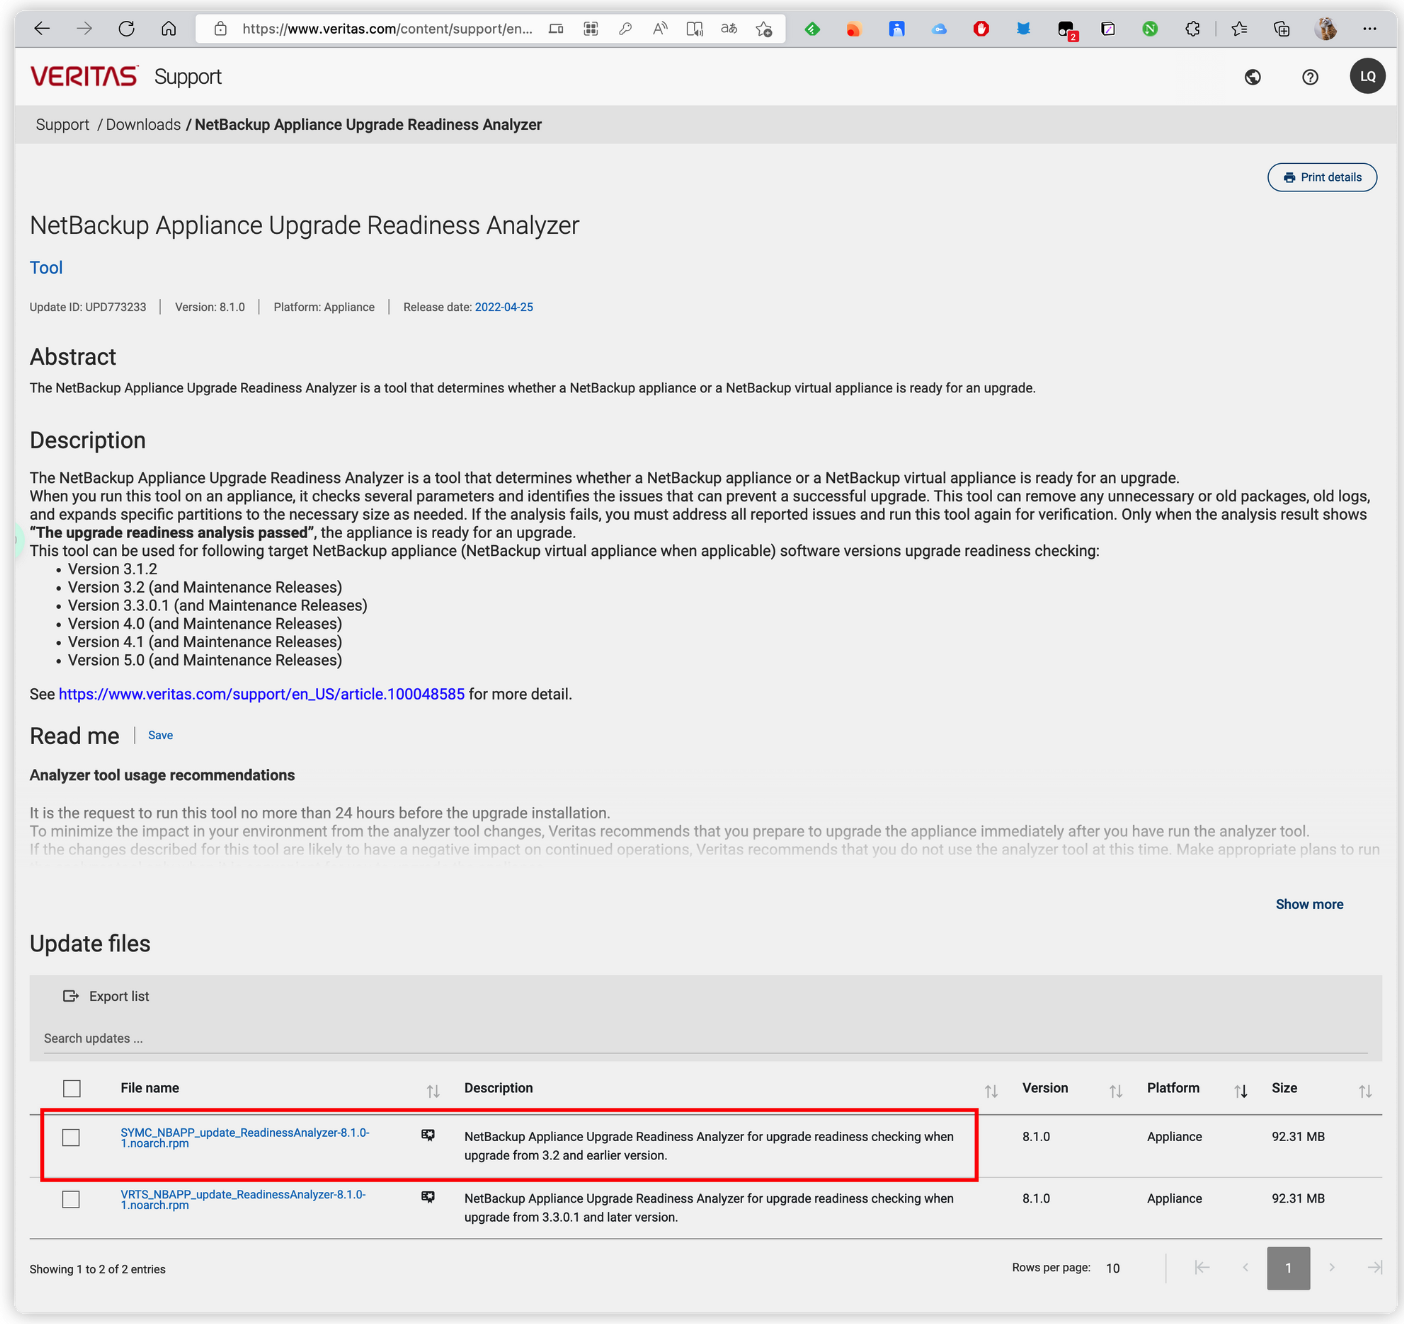 https://www.veritas.com/content/support/en...
VERITAS Support
LQ
Support / Downloads / NetBackup Appliance Upgrade Readiness Analyzer
Print details
NetBackup Appliance Upgrade Readiness Analyzer
Tool
Update ID: UPD773233 | Version: 8.1.0 | Platform: Appliance | Release date: 2022-04-25
Abstract
The NetBackup Appliance Upgrade Readiness Analyzer is a tool that determines whether a NetBackup appliance or a NetBackup virtual appliance is ready for an upgrade.
Description
The NetBackup Appliance Upgrade Readiness Analyzer is a tool that determines whether a NetBackup appliance or a NetBackup virtual appliance is ready for an upgrade.
When you run this tool on an appliance, it checks several parameters and identifies the issues that can prevent a successful upgrade. This tool can remove any unnecessary or old packages, old logs,
and expands specific partitions to the necessary size as needed. If the analysis fails, you must address all reported issues and run this tool again for verification. Only when the analysis result shows
“The upgrade readiness analysis passed”, the appliance is ready for an upgrade.
This tool can be used for following target NetBackup appliance (NetBackup virtual appliance when applicable) software versions upgrade readiness checking:
• Version 3.1.2
• Version 3.2 (and Maintenance Releases)
• Version 3.3.0.1 (and Maintenance Releases)
• Version 4.0 (and Maintenance Releases)
• Version 4.1 (and Maintenance Releases)
• Version 5.0 (and Maintenance Releases)
See https://www.veritas.com/support/en_US/article.100048585 for more detail.
Read me | Save
Analyzer tool usage recommendations
It is the request to run this tool no more than 24 hours before the upgrade installation.
To minimize the impact in your environment from the analyzer tool changes, Veritas recommends that you prepare to upgrade the appliance immediately after you have run the analyzer tool.
If the changes described for this tool are likely to have a negative impact on continued operations, Veritas recommends that you do not use the analyzer tool at this time. Make appropriate plans to run
Show more
Update files
Export list
Search updates ...
File name Description Version Platform Size
SYMC_NBAPP_update_ReadinessAnalyzer-8.1.0-
1.noarch.rpm
NetBackup Appliance Upgrade Readiness Analyzer for upgrade readiness checking when
upgrade from 3.2 and earlier version.
8.1.0 Appliance 92.31 MB
VRTS_NBAPP_update_ReadinessAnalyzer-8.1.0-
1.noarch.rpm
NetBackup Appliance Upgrade Readiness Analyzer for upgrade readiness checking when
upgrade from 3.3.0.1 and later version.
8.1.0 Appliance 92.31 MB
Showing 1 to 2 of 2 entries
Rows per page: 10
1